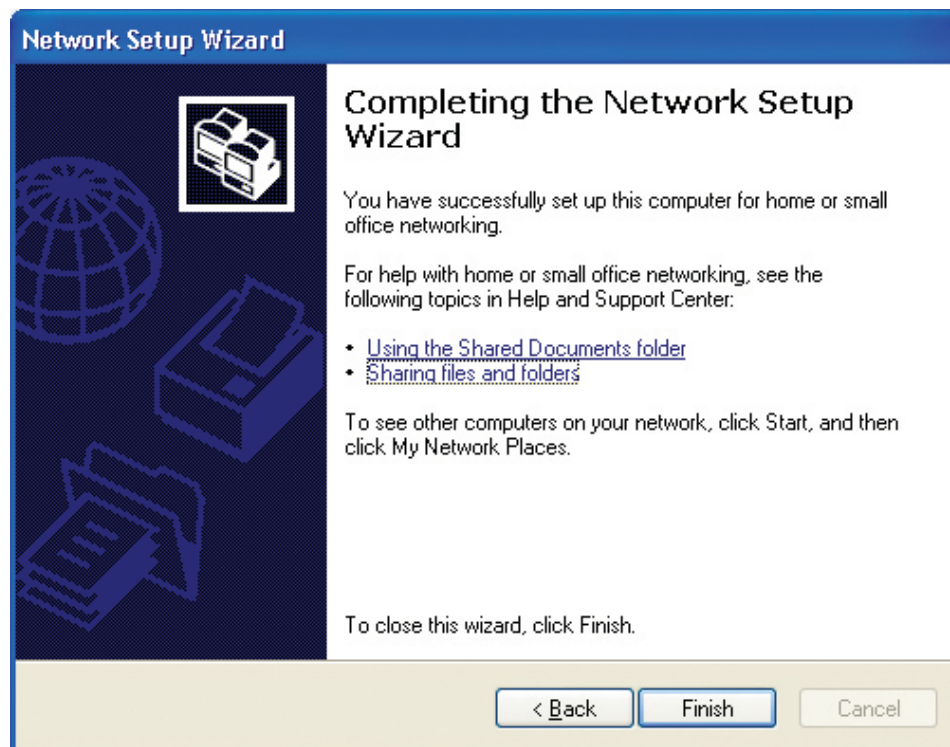 Network Setup Wizard
Completing the Network Setup
Wizard
You have successfully set up this computer for home or small
office networking.
For help with home or small office networking, see the
following topics in Help and Support Center:
• Using the Shared Documents folder
• Sharing files and folders
To see other computers on your network, click Start, and then
click My Network Places.
To close this wizard, click Finish.
< Back Finish Cancel